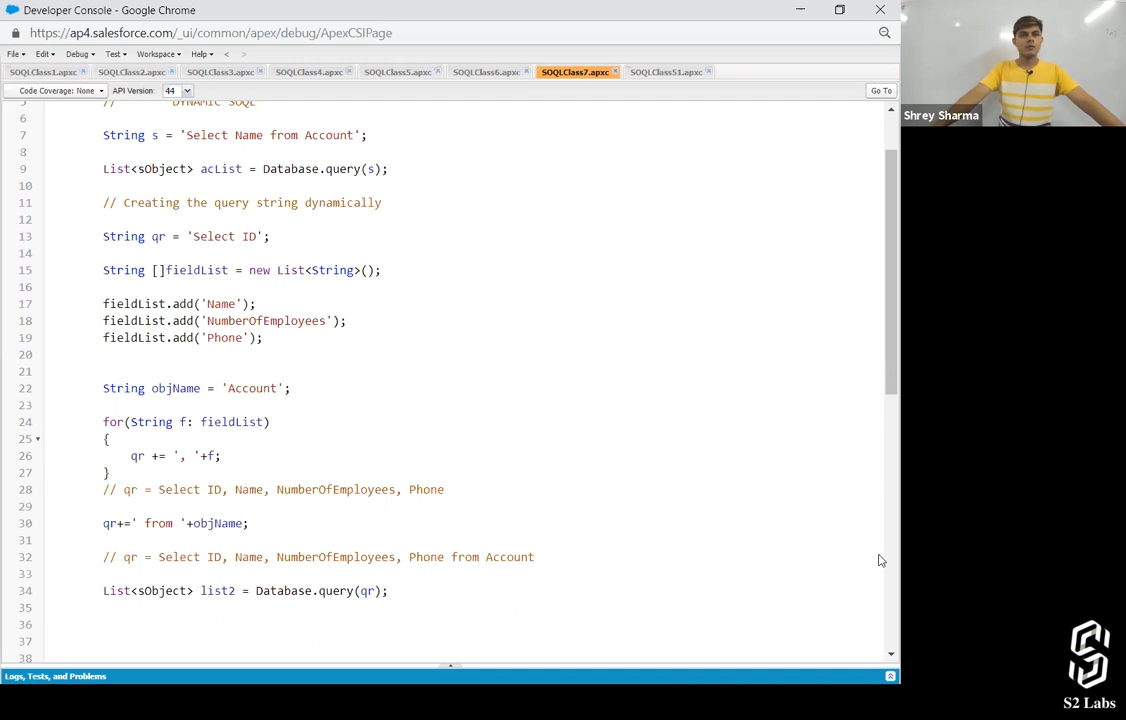 Developer Console - Google Chrome
https://ap4.salesforce.com/_ui/common/apex/debug/ApexCSIPage
File Edit Debug Test Workspace Help < >
SOQLClass1.apxc SOQLClass2.apxc SOQLClass3.apxc SOQLClass4.apxc SOQLClass5.apxc SOQLClass6.apxc SOQLClass7.apxc SOQLClass51.apxc
Code Coverage: None API Version: 44 Go To
5 // DYNAMIC SOQL
6
7 String s = 'Select Name from Account';
8
9 List<sObject> acList = Database.query(s);
10
11 // Creating the query string dynamically
12
13 String qr = 'Select ID';
14
15 String []fieldList = new List<String>();
16
17 fieldList.add('Name');
18 fieldList.add('NumberOfEmployees');
19 fieldList.add('Phone');
20
21
22 String objName = 'Account';
23
24 for(String f: fieldList)
25 {
26 qr += ', '+f;
27 }
28 // qr = Select ID, Name, NumberOfEmployees, Phone
29
30 qr+=' from '+objName;
31
32 // qr = Select ID, Name, NumberOfEmployees, Phone from Account
33
34 List<sObject> list2 = Database.query(qr);
35
36
37
38
Logs, Tests, and Problems
Shrey Sharma
S2 Labs